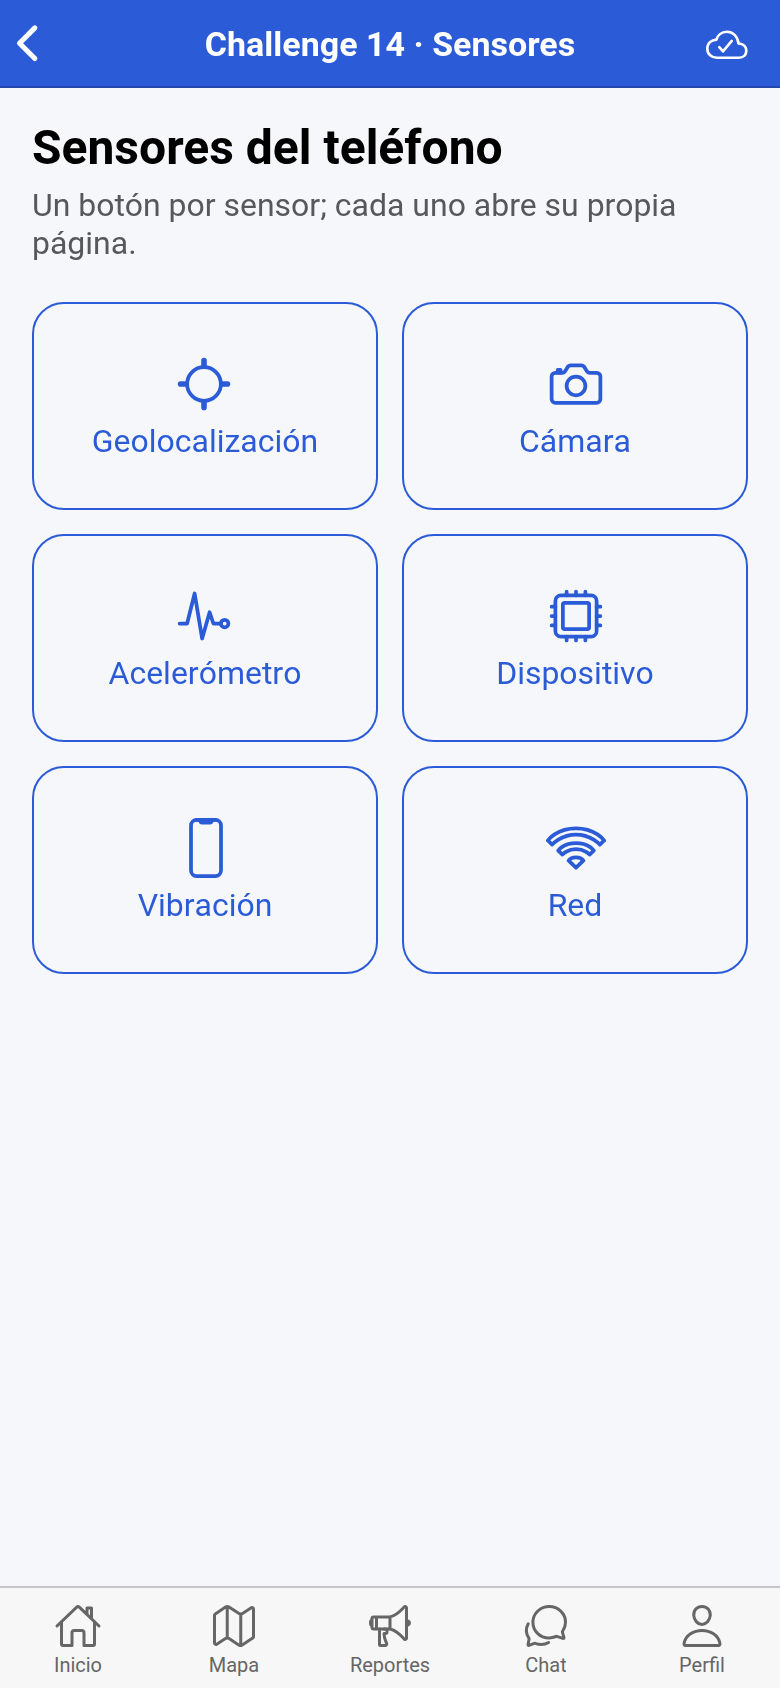 Challenge 14 · Sensores
Sensores del teléfono
Un botón por sensor; cada uno abre su propia
página.
Geolocalización
Cámara
Acelerómetro
Dispositivo
Vibración
Red
Inicio
Mapa
Reportes
Chat
Perfil